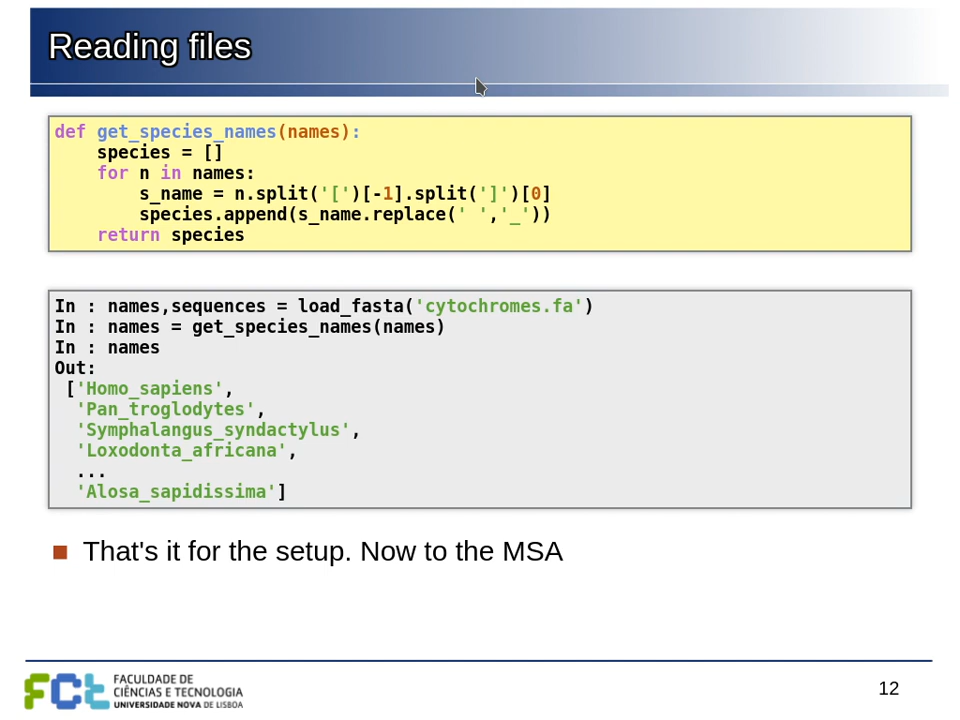 Reading files
def get_species_names(names):
    species = []
    for n in names:
        s_name = n.split('[')[-1].split(']')[0]
        species.append(s_name.replace(' ','_'))
    return species
In : names,sequences = load_fasta('cytochromes.fa')
In : names = get_species_names(names)
In : names
Out:
 ['Homo_sapiens',
  'Pan_troglodytes',
  'Symphalangus_syndactylus',
  'Loxodonta_africana',
  ...
  'Alosa_sapidissima']
That's it for the setup. Now to the MSA
FCT
FACULDADE DE
CIÊNCIAS E TECNOLOGIA
UNIVERSIDADE NOVA DE LISBOA
12